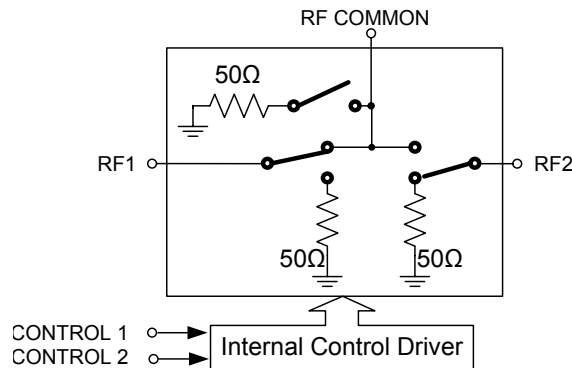 RF COMMON
50Ω
RF1
RF2
50Ω
50Ω
CONTROL 1
CONTROL 2
Internal Control Driver